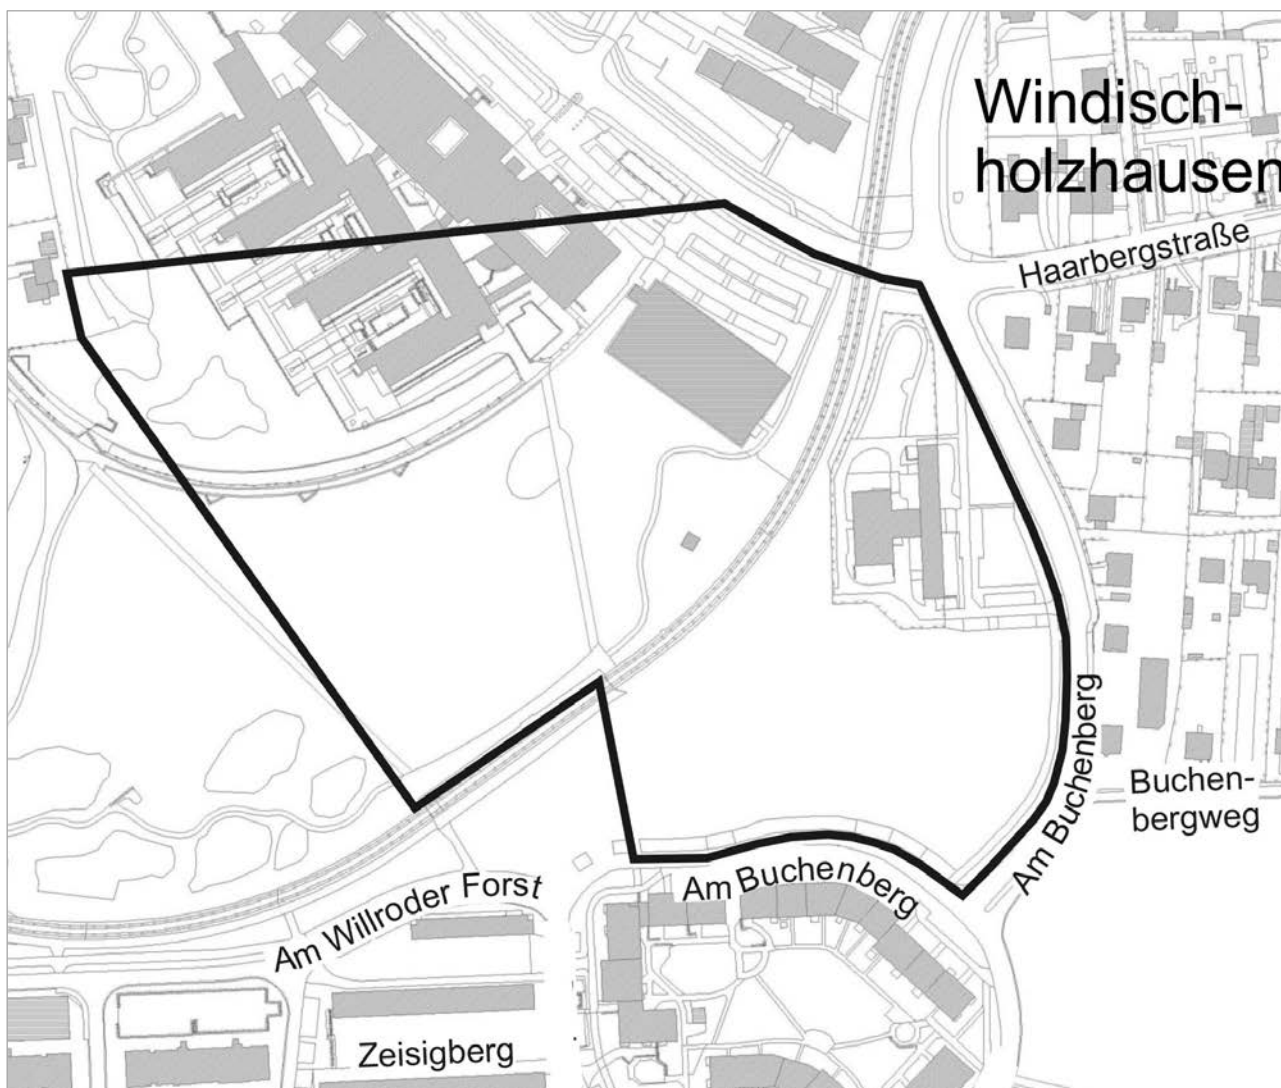 Windisch-
holzhausen
Haarbergstraße
Am Buchenberg
Buchen-
bergweg
Am Buchenberg
Am Willroder Forst
Zeisigberg